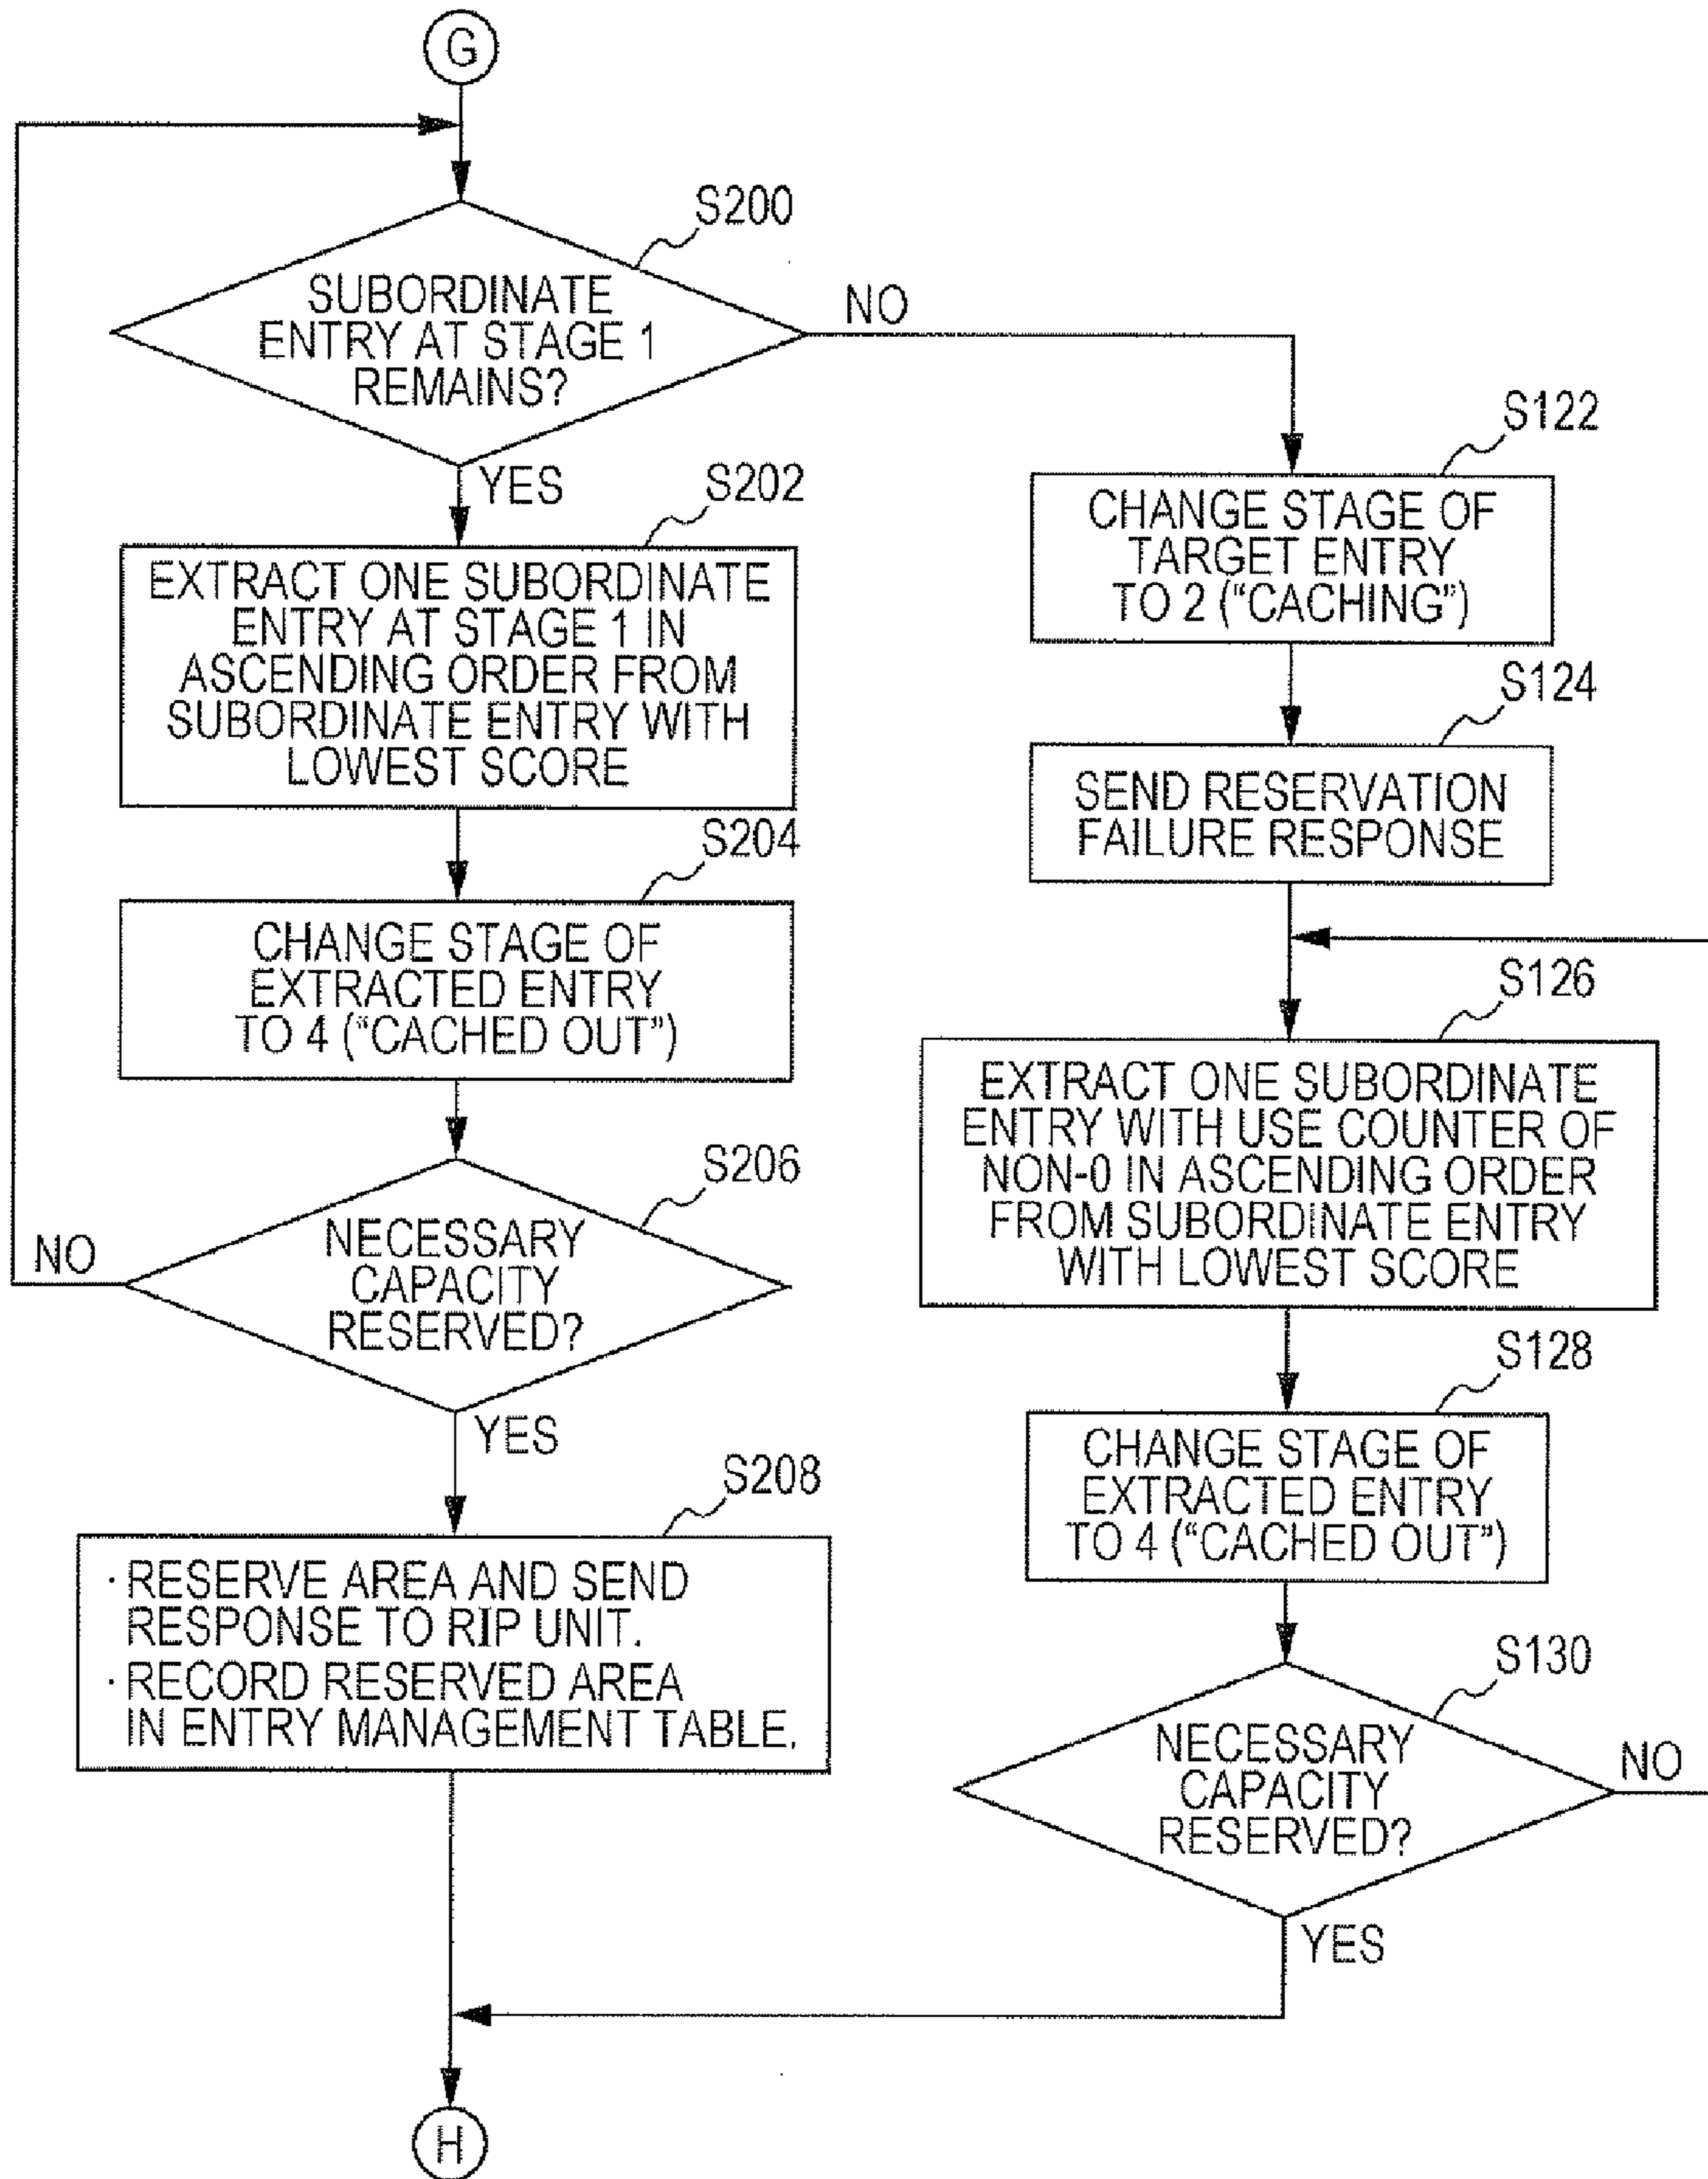 G
S200
SUBORDINATE
ENTRY AT STAGE 1
REMAINS?
NO
YES
S202
EXTRACT ONE SUBORDINATE
ENTRY AT STAGE 1 IN
ASCENDING ORDER FROM
SUBORDINATE ENTRY WITH
LOWEST SCORE
S204
CHANGE STAGE OF
EXTRACTED ENTRY
TO 4 ("CACHED OUT")
S206
NECESSARY
CAPACITY
RESERVED?
NO
YES
S208
· RESERVE AREA AND SEND
RESPONSE TO RIP UNIT.
· RECORD RESERVED AREA
IN ENTRY MANAGEMENT TABLE.
S122
CHANGE STAGE OF
TARGET ENTRY
TO 2 ("CACHING")
S124
SEND RESERVATION
FAILURE RESPONSE
S126
EXTRACT ONE SUBORDINATE
ENTRY WITH USE COUNTER OF
NON-0 IN ASCENDING ORDER
FROM SUBORDINATE ENTRY
WITH LOWEST SCORE
S128
CHANGE STAGE OF
EXTRACTED ENTRY
TO 4 ("CACHED OUT")
S130
NECESSARY
CAPACITY
RESERVED?
NO
YES
H